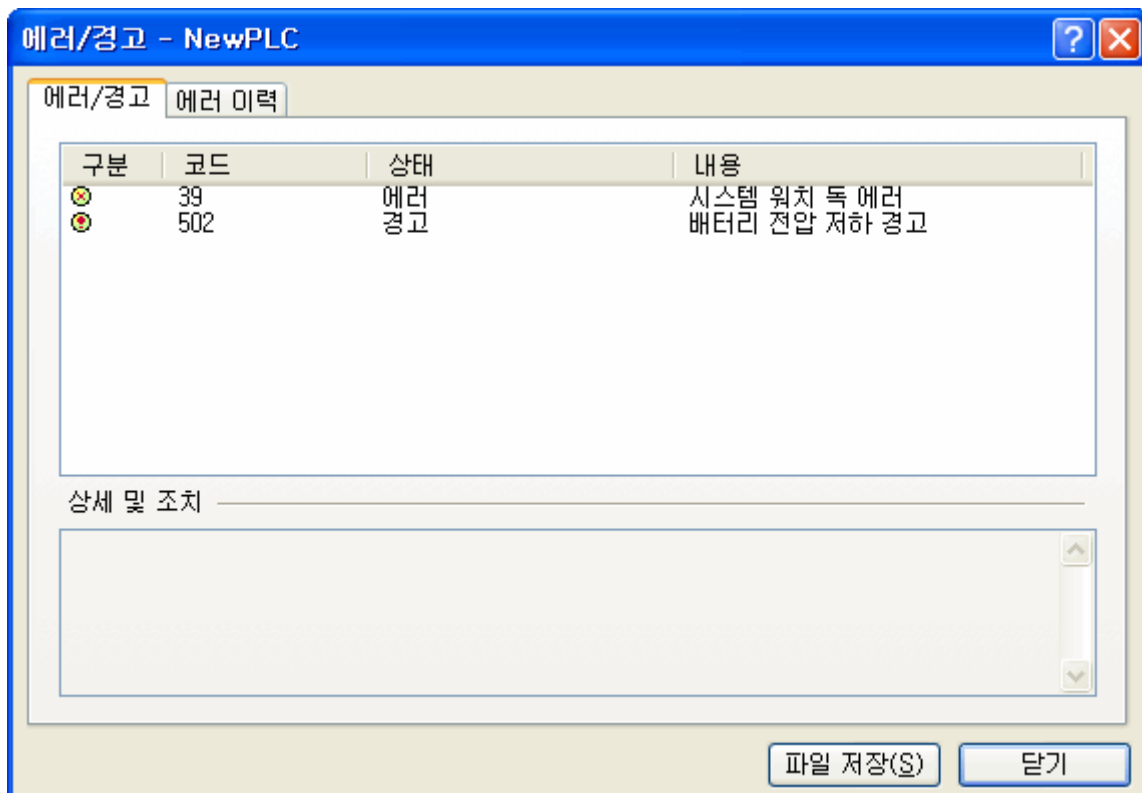 에러/경고 - NewPLC
에러/경고 에러 이력
구분 코드 상태 내용
39 에러 시스템 워치 독 에러
502 경고 배터리 전압 저하 경고
상세 및 조치
파일 저장(S) 닫기